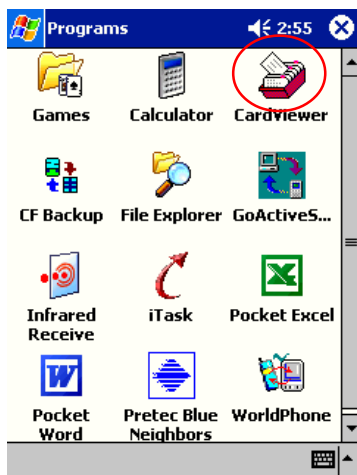 Programs 2:55
Games Calculator CardViewer
CF Backup File Explorer GoActiveS...
Infrared Receive iTask Pocket Excel
Pocket Word Pretec Blue Neighbors WorldPhone